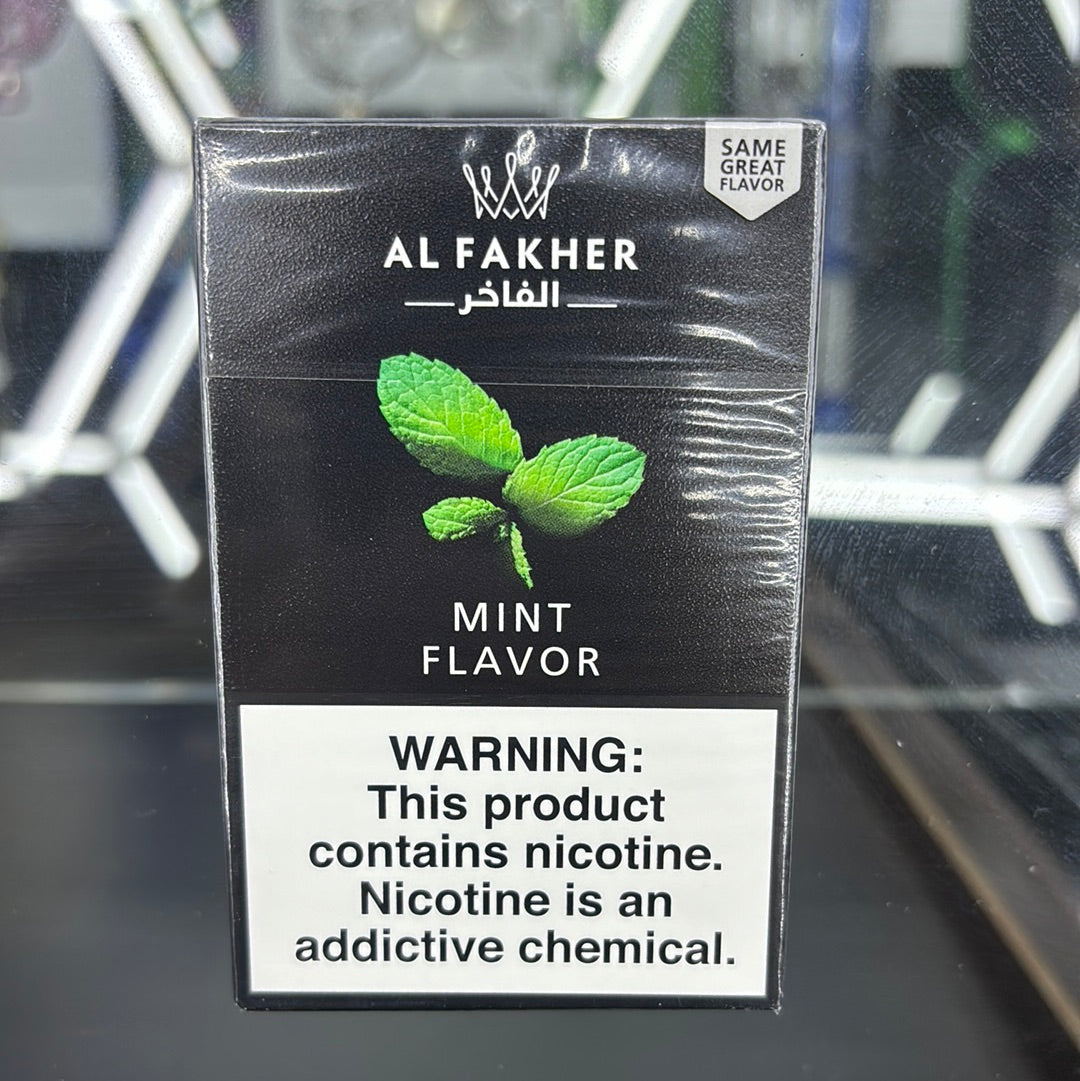 SAME
GREAT
FLAVOR
AL FAKHER
الفاخر
MINT
FLAVOR
WARNING:
This product
contains nicotine.
Nicotine is an
addictive chemical.